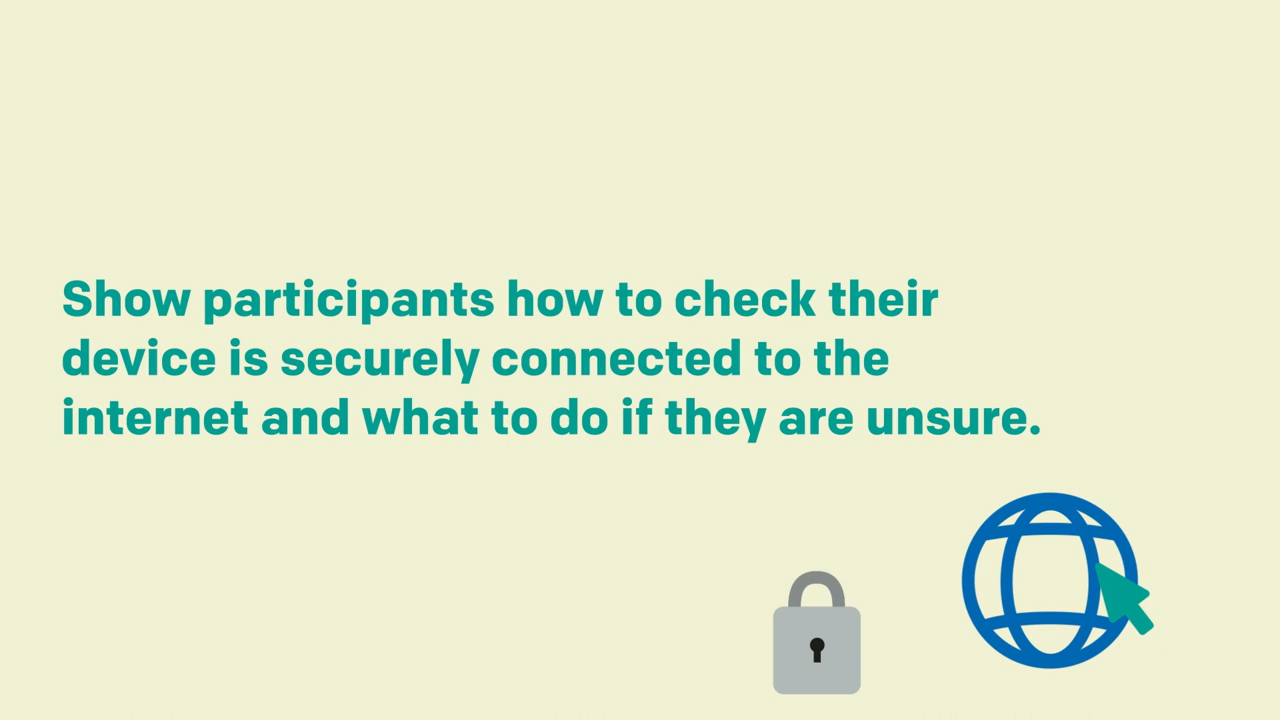 Show participants how to check their
device is securely connected to the
internet and what to do if they are unsure.